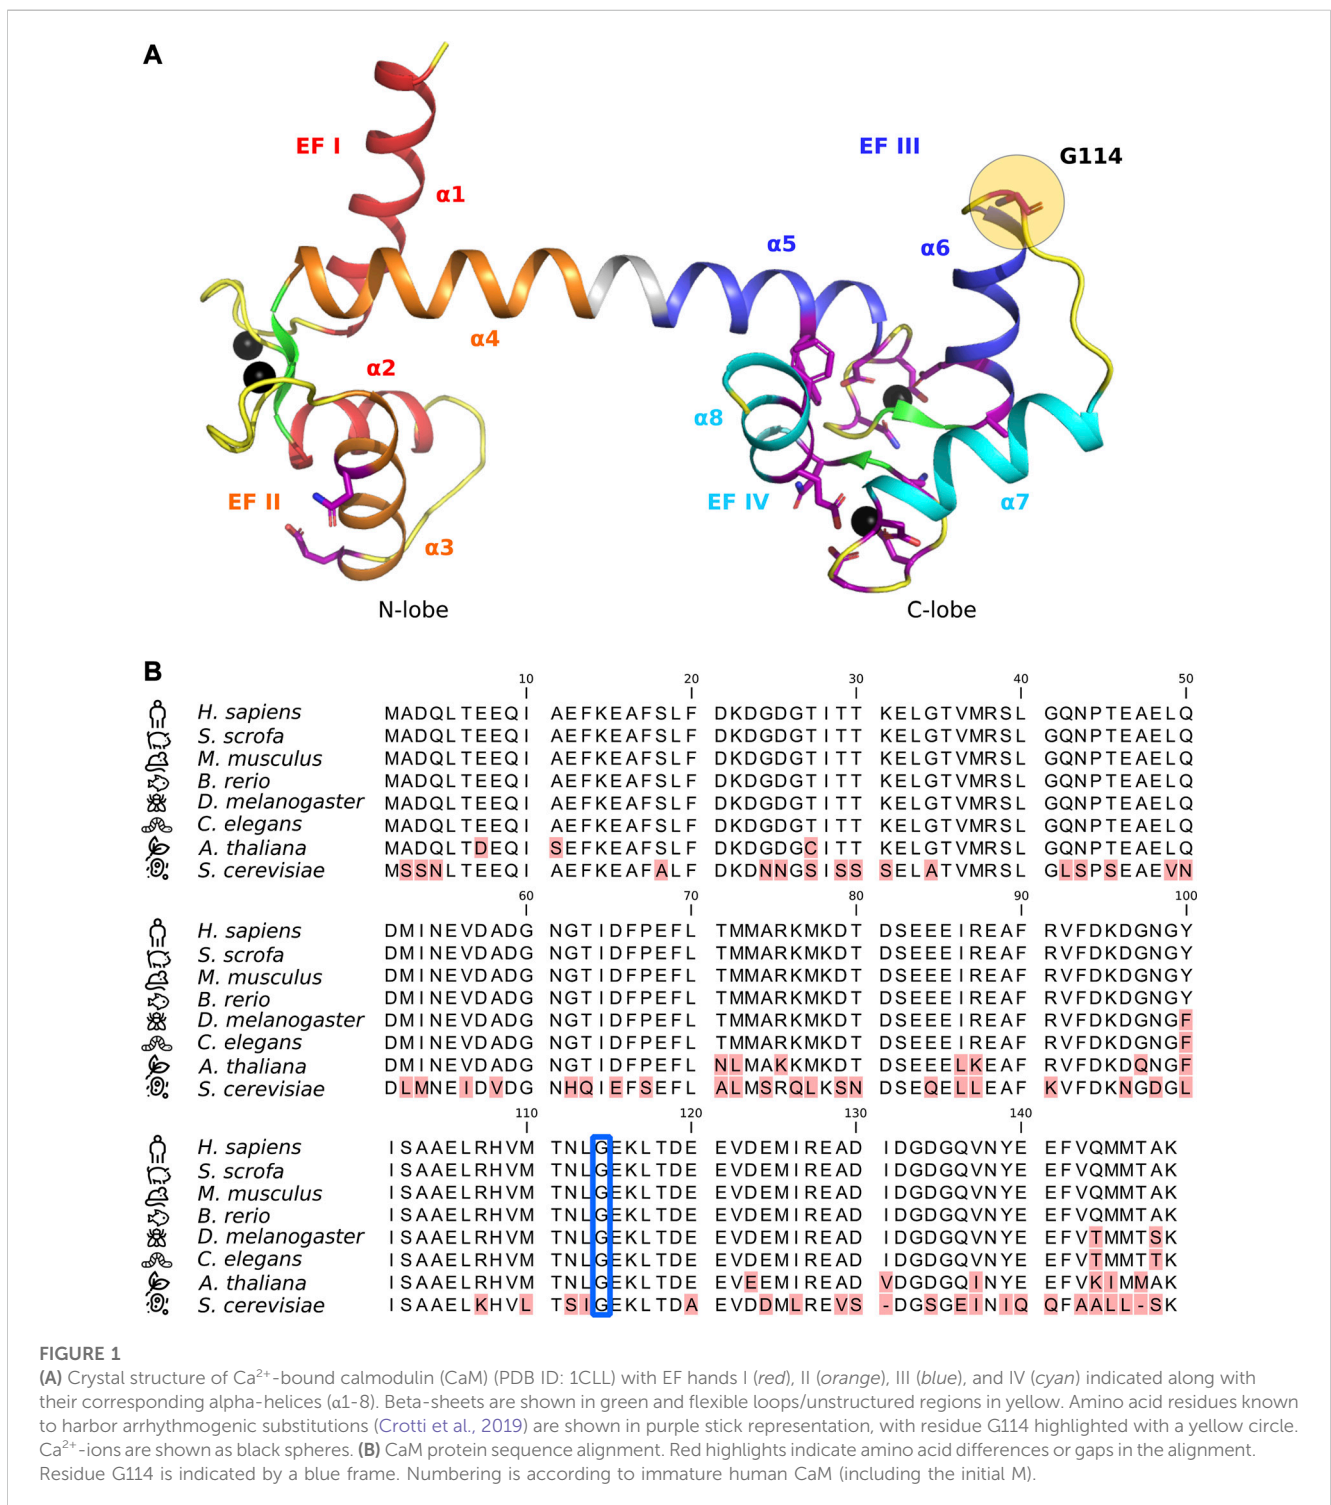 A
EF I
EF III
G114
α1
α5
α6
α4
α2
α8
EF II
EF IV
α7
α3
N-lobe
C-lobe
B
10 20 30 40 50
H. sapiens MADQLTEEQI AEFKEAFSLF DKDGDGTITT KELGTVMRSL GQNPTEAELQ
S. scrofa MADQLTEEQI AEFKEAFSLF DKDGDGTITT KELGTVMRSL GQNPTEAELQ
M. musculus MADQLTEEQI AEFKEAFSLF DKDGDGTITT KELGTVMRSL GQNPTEAELQ
B. rerio MADQLTEEQI AEFKEAFSLF DKDGDGTITT KELGTVMRSL GQNPTEAELQ
D. melanogaster MADQLTEEQI AEFKEAFSLF DKDGDGTITT KELGTVMRSL GQNPTEAELQ
C. elegans MADQLTEEQI AEFKEAFSLF DKDGDGTITT KELGTVMRSL GQNPTEAELQ
A. thaliana MADQLTDEQI SEFKEAFSLF DKDGDGCITT KELGTVMRSL GQNPTEAELQ
S. cerevisiae MSSNLTEEQI AEFKEAFALF DKDNNGSISS SELATVMRSL GLSPSEAEVN
60 70 80 90 100
H. sapiens DMINEVDADG NGTIDFPEFL TMMARKMKDT DSEEEIREAF RVFDKDGNGY
S. scrofa DMINEVDADG NGTIDFPEFL TMMARKMKDT DSEEEIREAF RVFDKDGNGY
M. musculus DMINEVDADG NGTIDFPEFL TMMARKMKDT DSEEEIREAF RVFDKDGNGY
B. rerio DMINEVDADG NGTIDFPEFL TMMARKMKDT DSEEEIREAF RVFDKDGNGY
D. melanogaster DMINEVDADG NGTIDFPEFL TMMARKMKDT DSEEEIREAF RVFDKDGNGF
C. elegans DMINEVDADG NGTIDFPEFL TMMARKMKDT DSEEEIREAF RVFDKDGNGF
A. thaliana DMINEVDADG NGTIDFPEFL NLMAKKMKDT DSEEELKEAF RVFDKDQNGF
S. cerevisiae DLMNEIDVDG NHQIEFSEFL ALMSRQLKSN DSEQELLEAF KVFDKNGDGL
110 120 130 140
H. sapiens ISAAELRHVM TNLGEKLTDE EVDEMIREAD IDGDGQVNYE EFVQMMTAK
S. scrofa ISAAELRHVM TNLGEKLTDE EVDEMIREAD IDGDGQVNYE EFVQMMTAK
M. musculus ISAAELRHVM TNLGEKLTDE EVDEMIREAD IDGDGQVNYE EFVQMMTAK
B. rerio ISAAELRHVM TNLGEKLTDE EVDEMIREAD IDGDGQVNYE EFVQMMTAK
D. melanogaster ISAAELRHVM TNLGEKLTDE EVDEMIREAD IDGDGQVNYE EFVTMMTSK
C. elegans ISAAELRHVM TNLGEKLTDE EVDEMIREAD IDGDGQVNYE EFVTMMTTK
A. thaliana ISAAELRHVM TNLGEKLTDE EVEEMIREAD VDGDGQINYE EFVKIMMAK
S. cerevisiae ISAAELKHVL TSIGEKLTDA EVDDMLREVS -DGSGEINIQ QFAALL-SK
FIGURE 1
(A) Crystal structure of Ca²⁺-bound calmodulin (CaM) (PDB ID: 1CLL) with EF hands I (red), II (orange), III (blue), and IV (cyan) indicated along with
their corresponding alpha-helices (α1-8). Beta-sheets are shown in green and flexible loops/unstructured regions in yellow. Amino acid residues known
to harbor arrhythmogenic substitutions (Crotti et al., 2019) are shown in purple stick representation, with residue G114 highlighted with a yellow circle.
Ca²⁺-ions are shown as black spheres. (B) CaM protein sequence alignment. Red highlights indicate amino acid differences or gaps in the alignment.
Residue G114 is indicated by a blue frame. Numbering is according to immature human CaM (including the initial M).